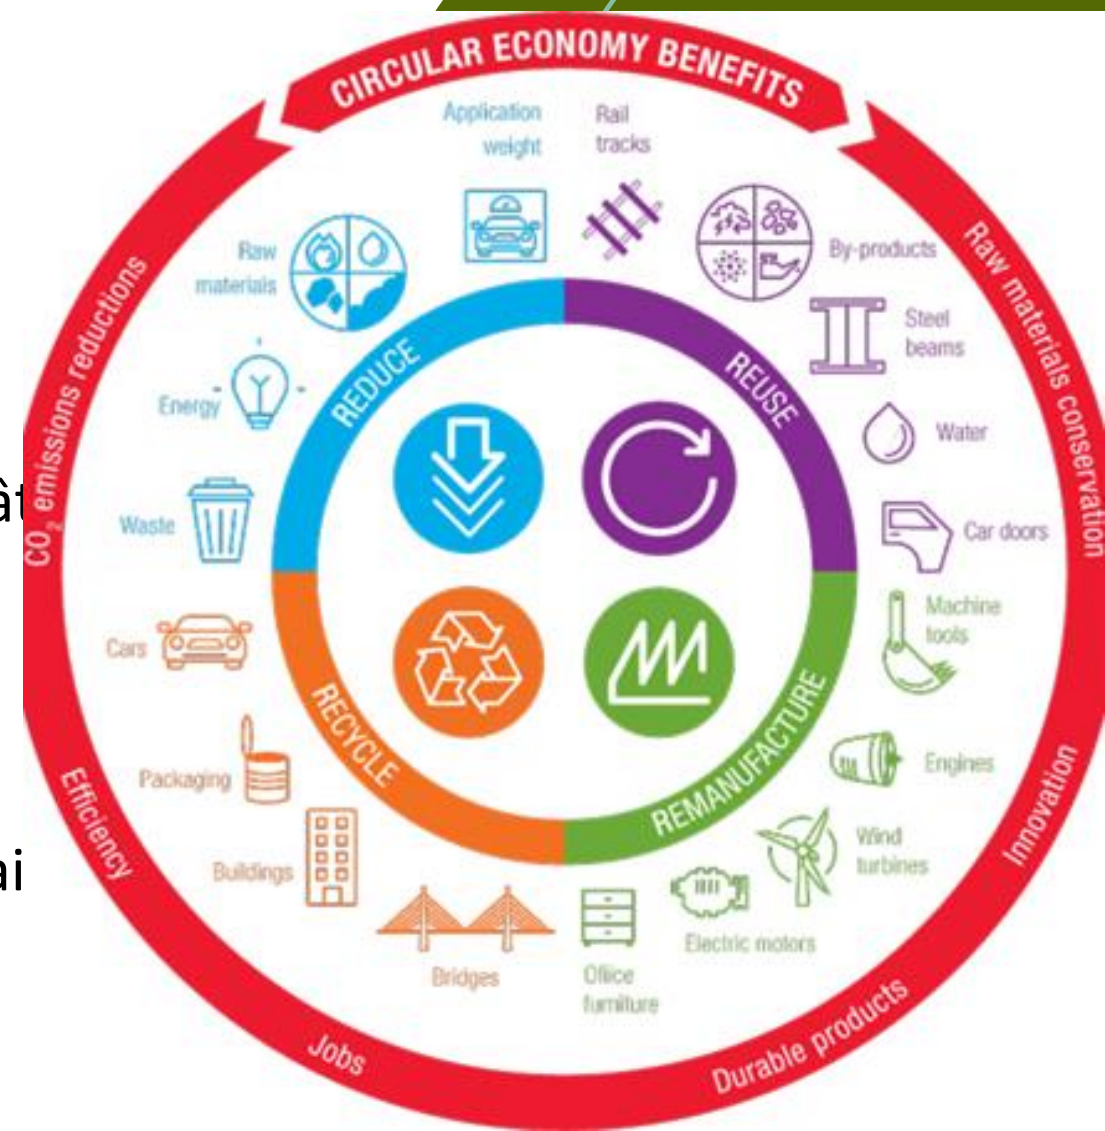 CIRCULAR ECONOMY BENEFITS
Application
weight
Rail
tracks
Raw
materials
By-products
Steel
beams
Energy
Water
Waste
Car doors
Cars
Machine
tools
Packaging
Engines
Buildings
Wind
turbines
Bridges
Electric motors
Office
furniture
REDUCE
REUSE
RECYCLE
REMANUFACTURE
CO₂ emissions reductions
Raw materials conservation
Efficiency
Innovation
Jobs
Durable products
ât
ai